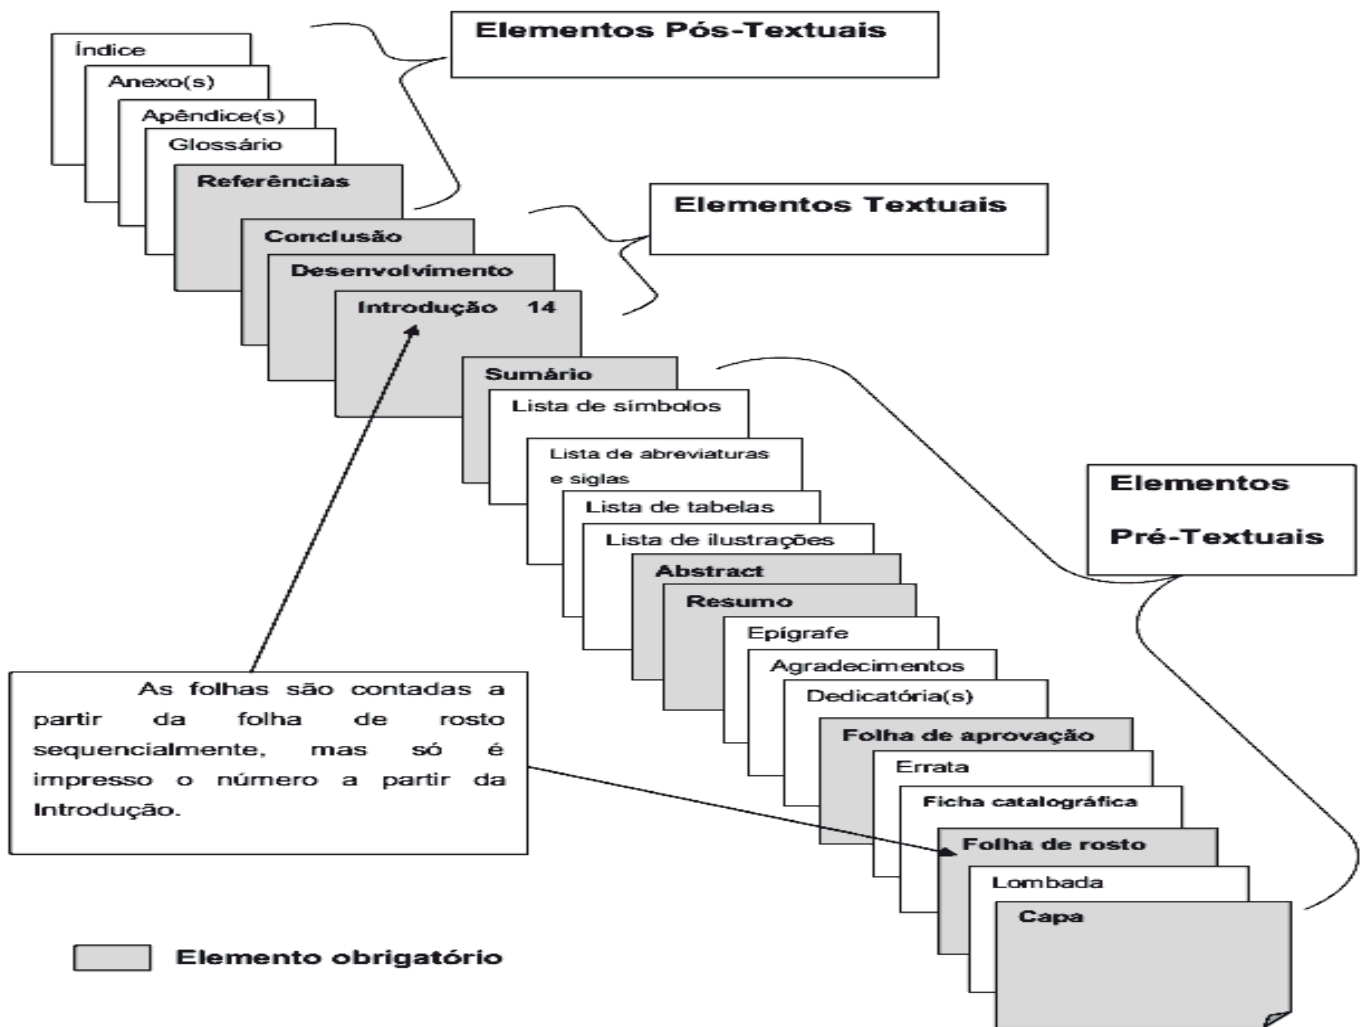 Elementos Pós-Textuais
Índice
Anexo(s)
Apêndice(s)
Glossário
Referências
Elementos Textuais
Conclusão
Desenvolvimento
Introdução 14
Sumário
Lista de símbolos
Lista de abreviaturas
e siglas
Lista de tabelas
Lista de ilustrações
Abstract
Resumo
Epígrafe
Agradecimentos
Dedicatória(s)
Folha de aprovação
Errata
Ficha catalográfica
Folha de rosto
Lombada
Capa
Elementos
Pré-Textuais
As folhas são contadas a
partir da folha de rosto
sequencialmente, mas só é
impresso o número a partir da
Introdução.
Elemento obrigatório